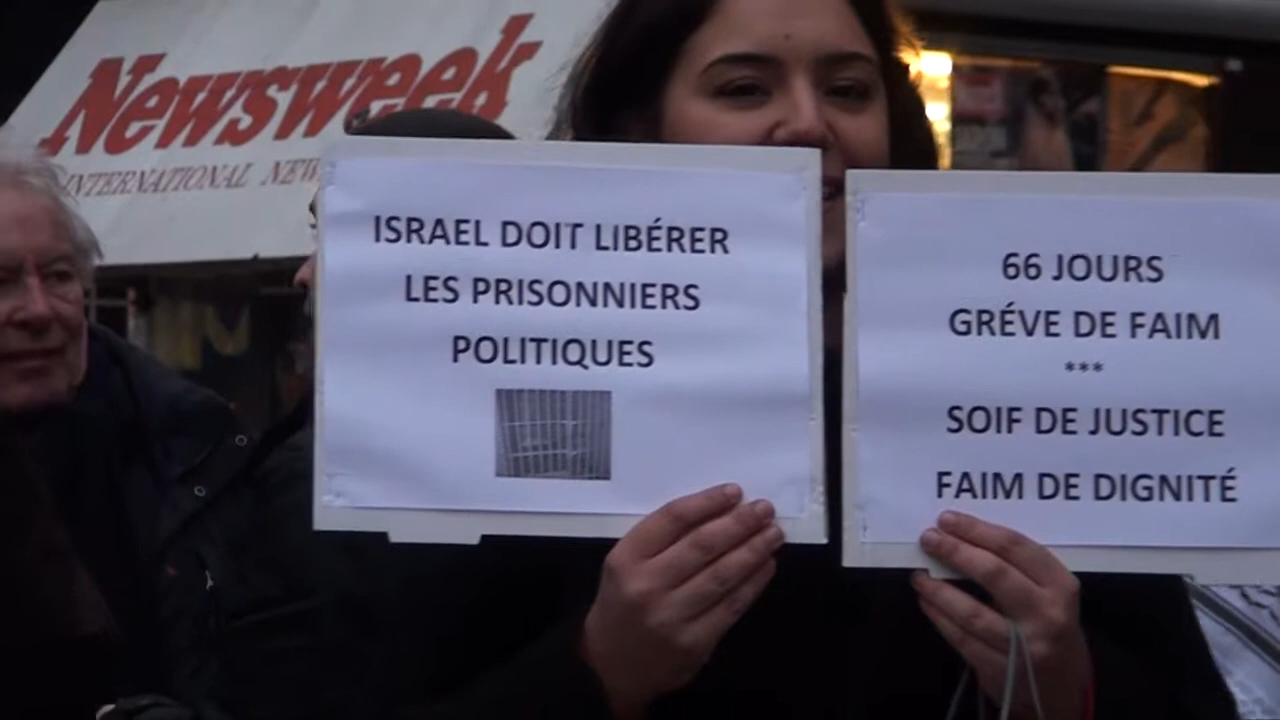 Newsweek
INTERNATIONAL NEW
ISRAEL DOIT LIBÉRER
LES PRISONNIERS
POLITIQUES
66 JOURS
GRÉVE DE FAIM
***
SOIF DE JUSTICE
FAIM DE DIGNITÉ